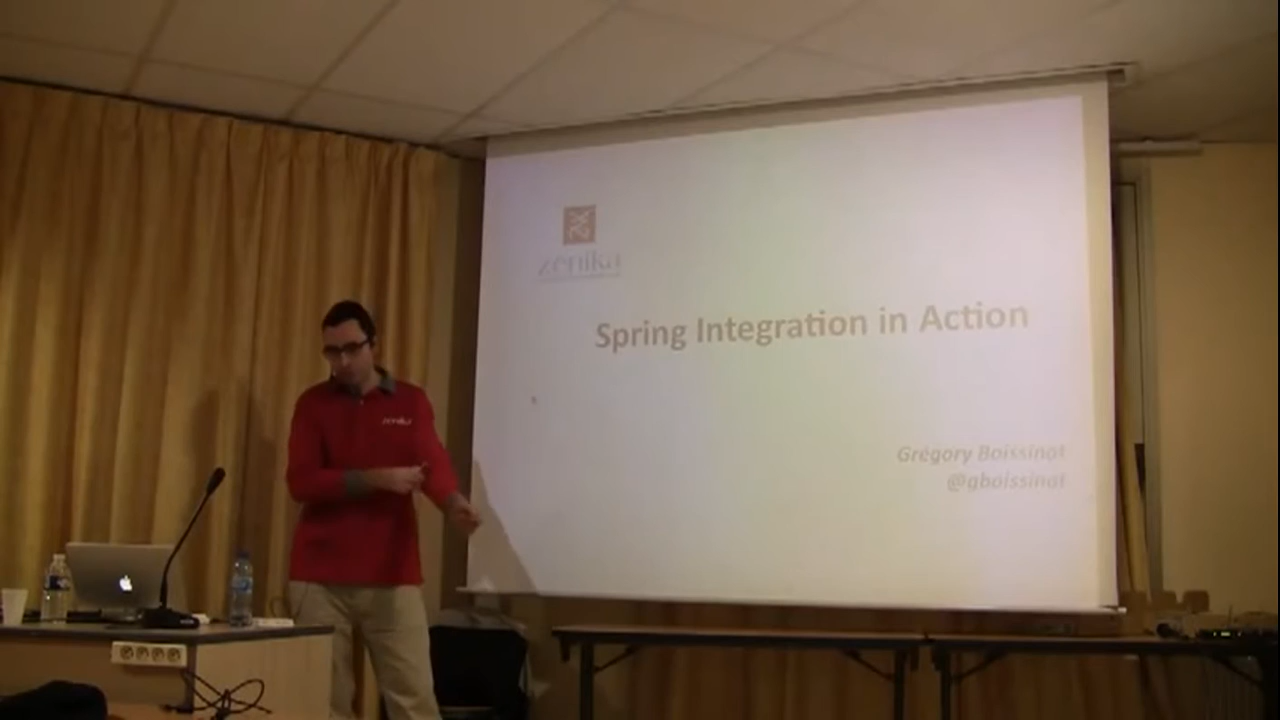 zenika
Spring Integration in Action
Grégory Boissinot
@gboissinot
zenika